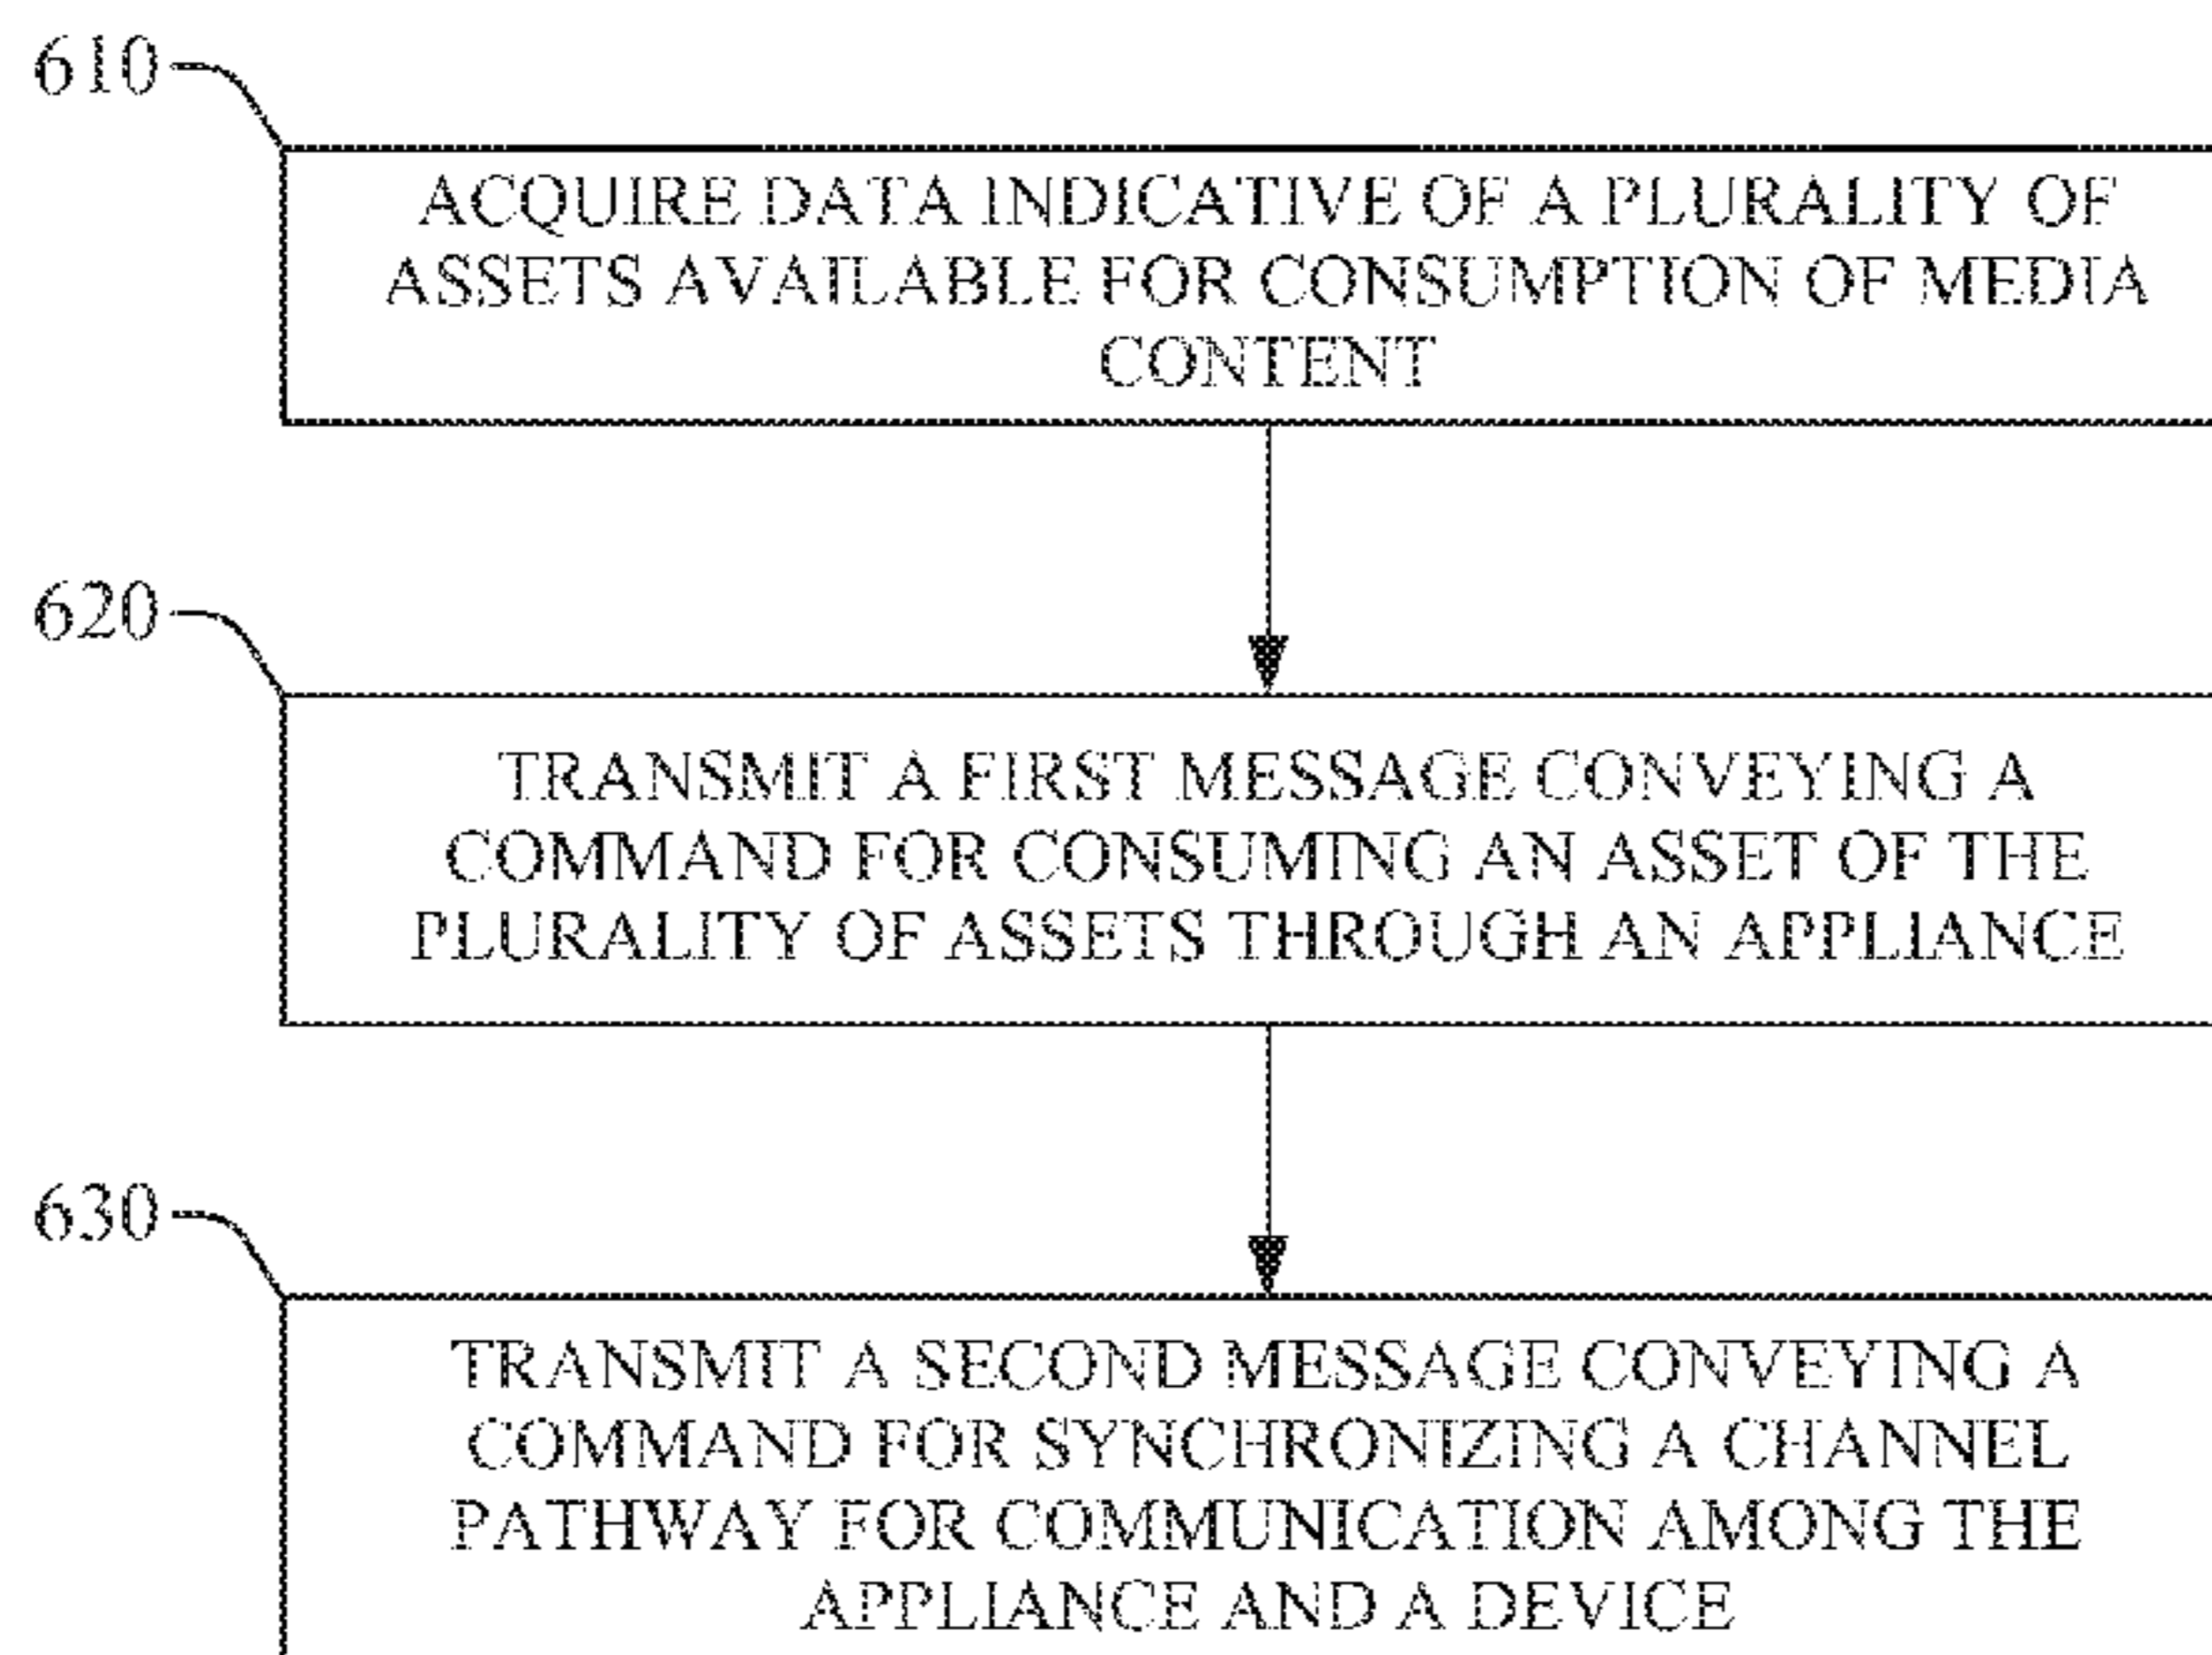 610
ACQUIRE DATA INDICATIVE OF A PLURALITY OF
ASSETS AVAILABLE FOR CONSUMPTION OF MEDIA
CONTENT
620
TRANSMIT A FIRST MESSAGE CONVEYING A
COMMAND FOR CONSUMING AN ASSET OF THE
PLURALITY OF ASSETS THROUGH AN APPLIANCE
630
TRANSMIT A SECOND MESSAGE CONVEYING A
COMMAND FOR SYNCHRONIZING A CHANNEL
PATHWAY FOR COMMUNICATION AMONG THE
APPLIANCE AND A DEVICE